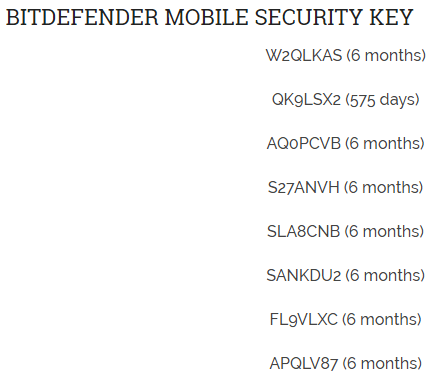 BITDEFENDER MOBILE SECURITY KEY
W2QLKAS (6 months)
QK9LSX2 (575 days)
AQ0PCVB (6 months)
S27ANVH (6 months)
SLA8CNB (6 months)
SANKDU2 (6 months)
FL9VLXC (6 months)
APQLV87 (6 months)